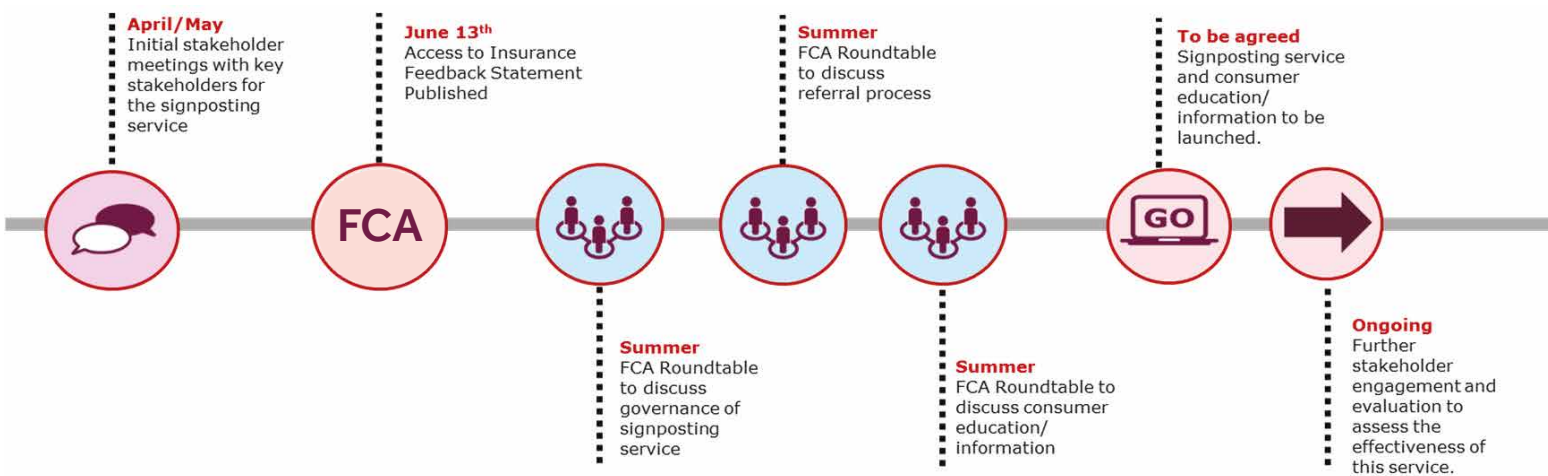 April/May
Initial stakeholder
meetings with key
stakeholders for
the signposting
service
June 13th
Access to Insurance
Feedback Statement
Published
FCA
Summer
FCA Roundtable
to discuss
governance of
signposting
service
Summer
FCA Roundtable
to discuss
referral process
Summer
FCA Roundtable to
discuss consumer
education/
information
To be agreed
Signposting service
and consumer
education/
information to be
launched.
GO
Ongoing
Further
stakeholder
engagement and
evaluation to
assess the
effectiveness of
this service.